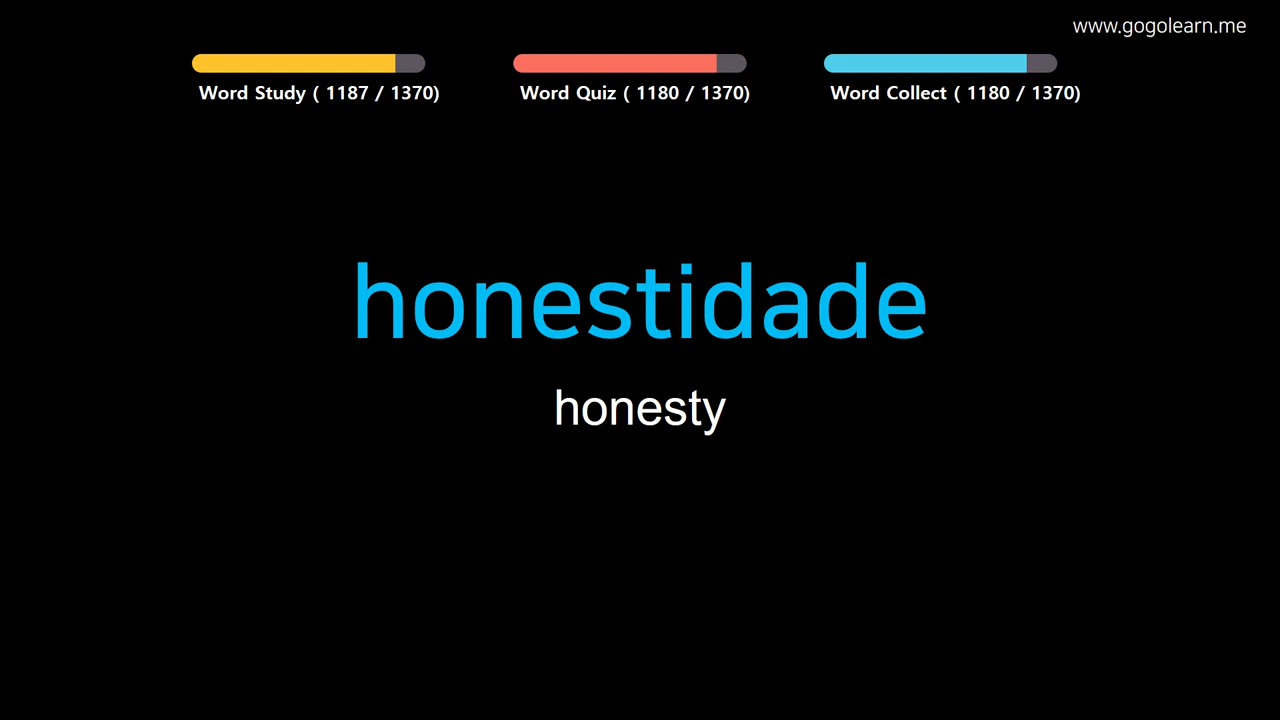 www.gogolearn.me
Word Study ( 1187 / 1370)
Word Quiz ( 1180 / 1370)
Word Collect ( 1180 / 1370)
honestidade
honesty